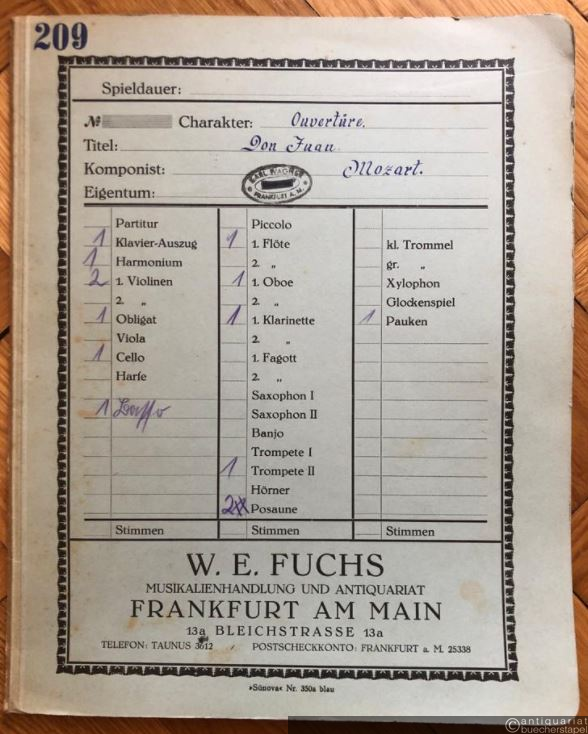 209
Spieldauer:
№ Charakter: Ouvertüre.
Titel: Don Juan.
Komponist: Mozart.
KARL WAGNER
FRANKFURT A. M.
Eigentum:
Partitur
1 Klavier-Auszug
1 Harmonium
2 1. Violinen
2. „
1 Obligat
Viola
1 Cello
Harfe
1 Basso
Stimmen
Piccolo
1 1. Flöte
2. „
1 1. Oboe
2. „
1 1. Klarinette
2. „
1. Fagott
2. „
Saxophon I
Saxophon II
Banjo
Trompete I
1 Trompete II
Hörner
2 Posaune
Stimmen
kl. Trommel
gr. „
Xylophon
Glockenspiel
1 Pauken
Stimmen
W. E. FUCHS
MUSIKALIENHANDLUNG UND ANTIQUARIAT
FRANKFURT AM MAIN
13a BLEICHSTRASSE 13a
TELEFON: TAUNUS 3612 POSTSCHECKKONTO: FRANKFURT a. M. 25338
»Sünova« Nr. 350a blau
©antiquariat
buecherstapel